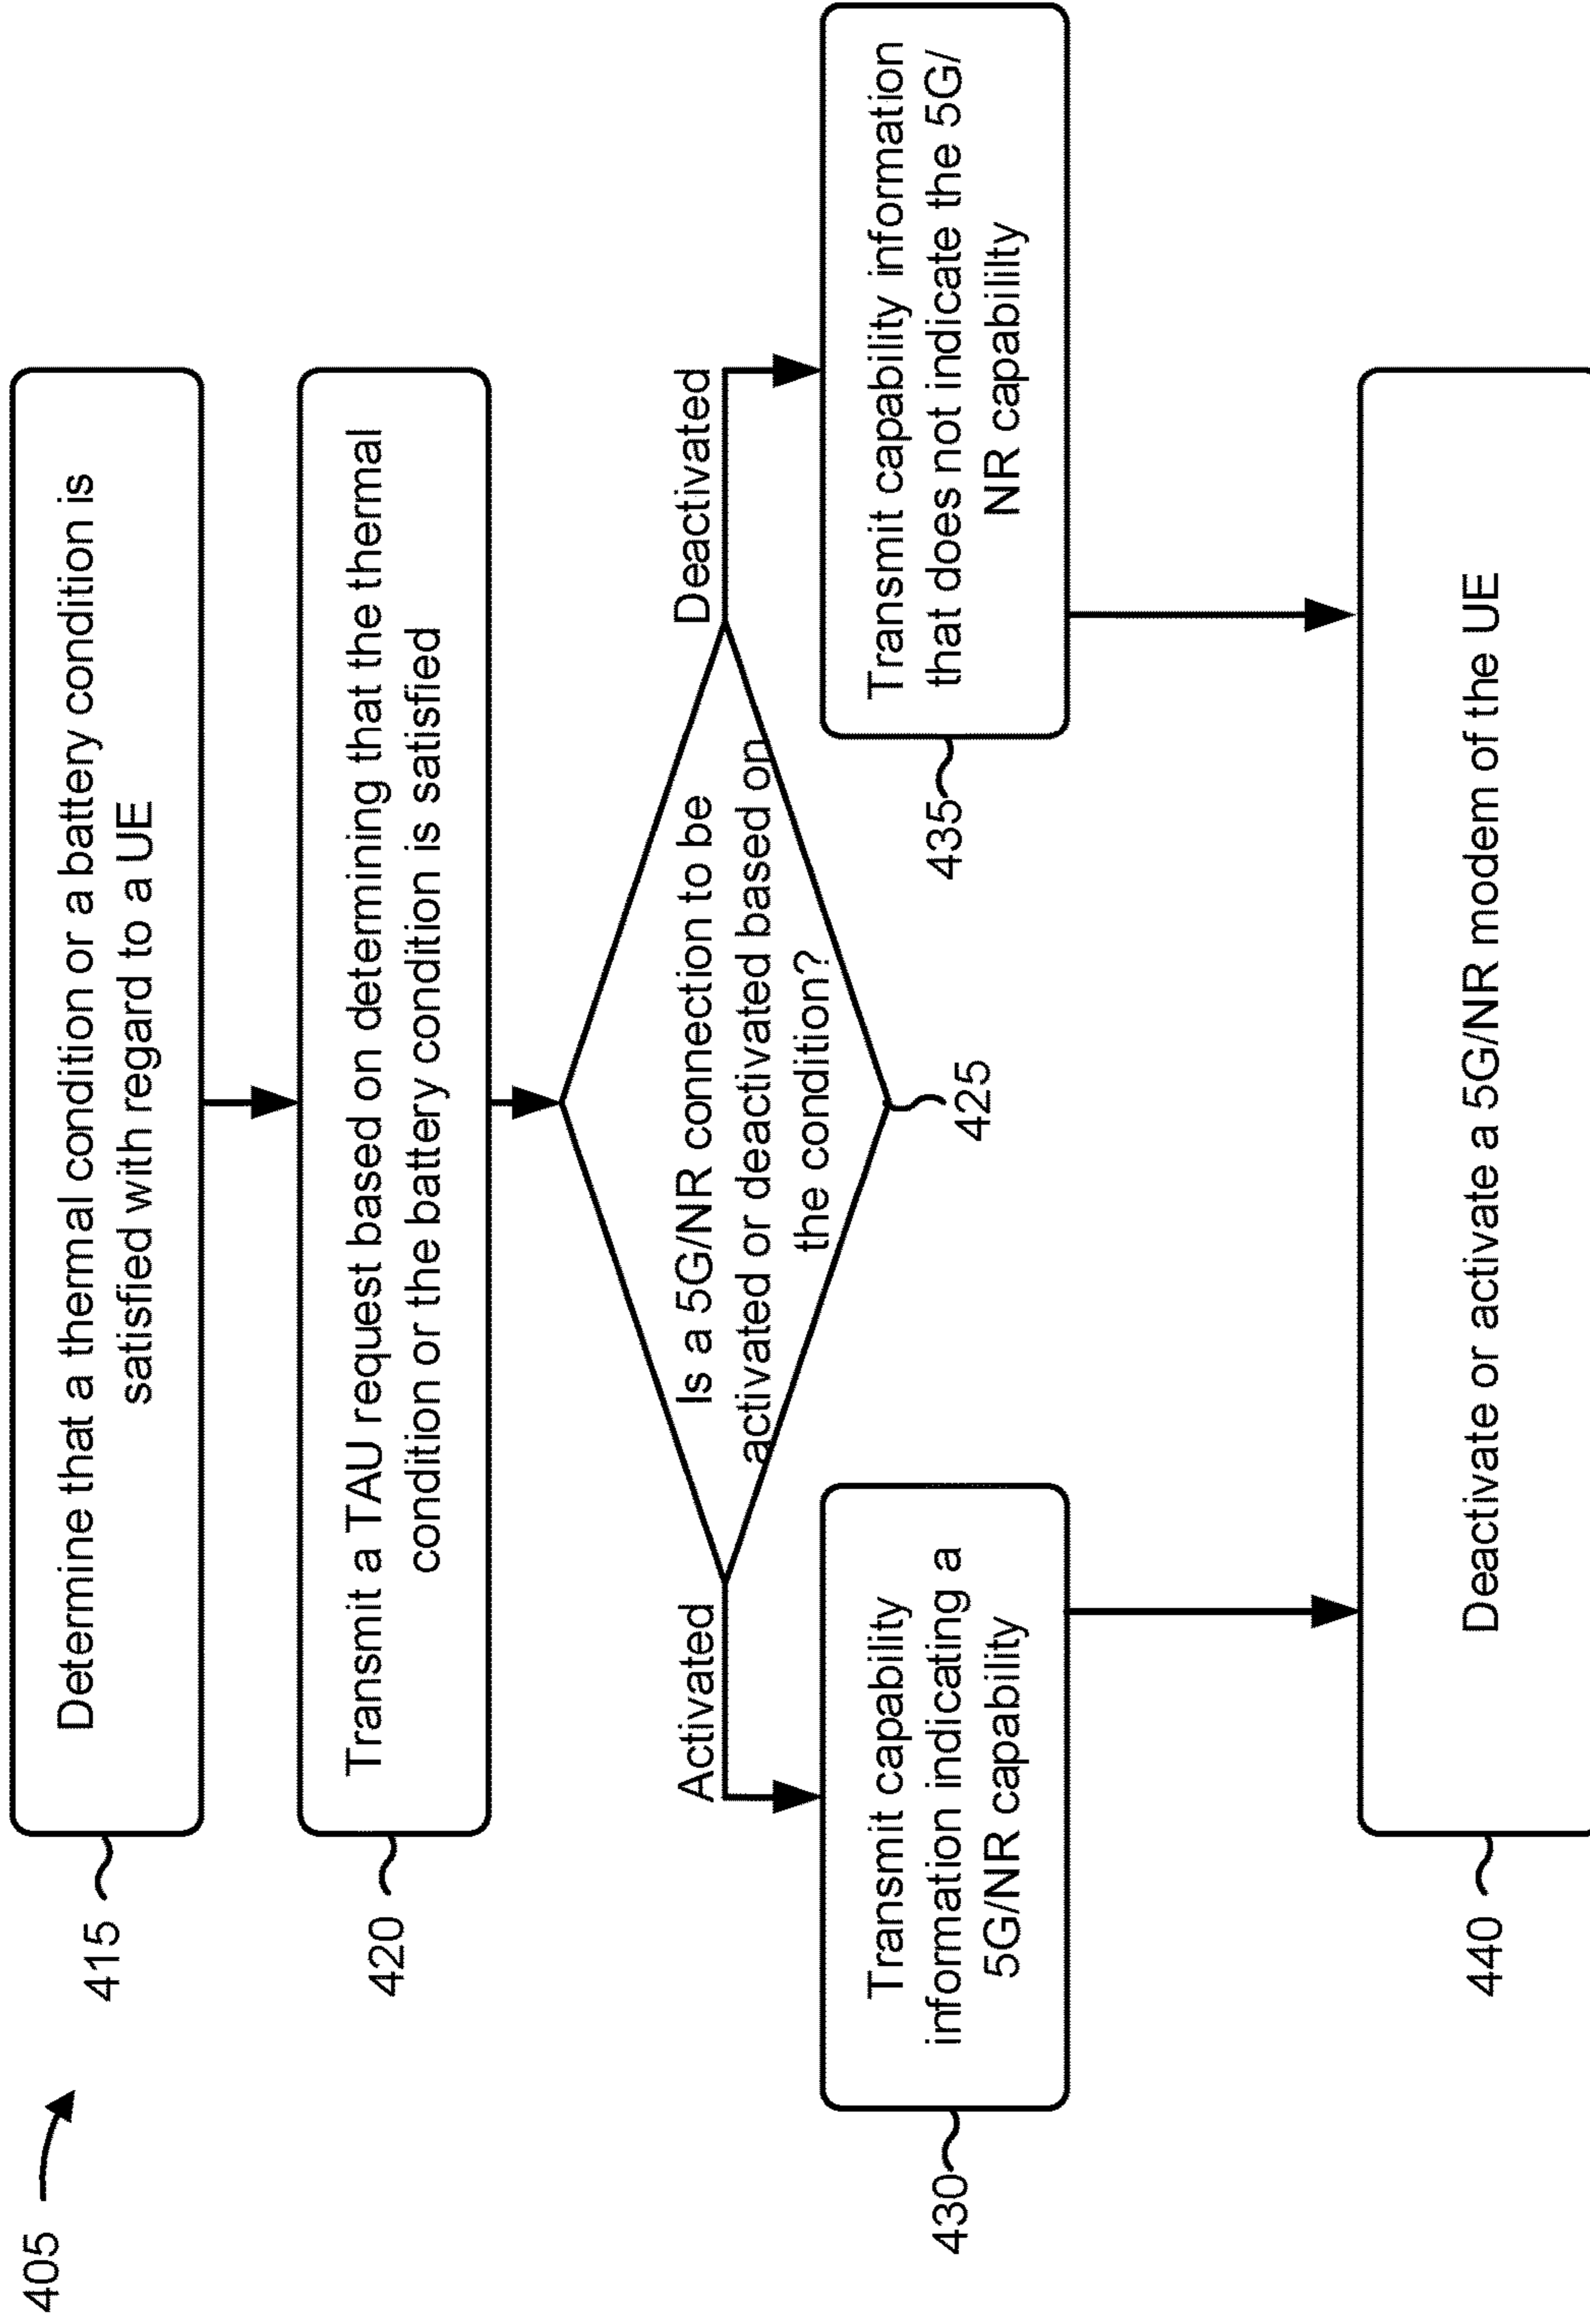 405
415
Determine that a thermal condition or a battery condition is
satisfied with regard to a UE
420
Transmit a TAU request based on determining that the thermal
condition or the battery condition is satisfied
Activated
Deactivated
Is a 5G/NR connection to be
activated or deactivated based on
the condition?
425
430
Transmit capability
information indicating a
5G/NR capability
435
Transmit capability information
that does not indicate the 5G/
NR capability
440
Deactivate or activate a 5G/NR modem of the UE